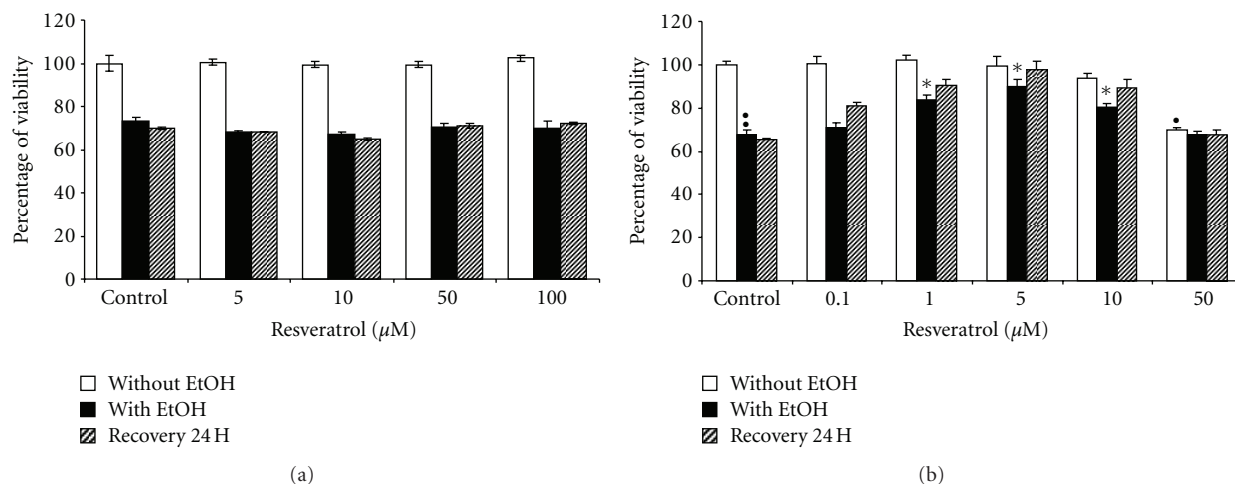 120
100
80
60
40
20
0
Percentage of viability
Control 5 10 50 100
Resveratrol (µM)
Without EtOH
With EtOH
Recovery 24 H
(a)
120
100
80
60
40
20
0
Percentage of viability
•
•
*
*
*
•
Control 0.1 1 5 10 50
Resveratrol (µM)
Without EtOH
With EtOH
Recovery 24 H
(b)